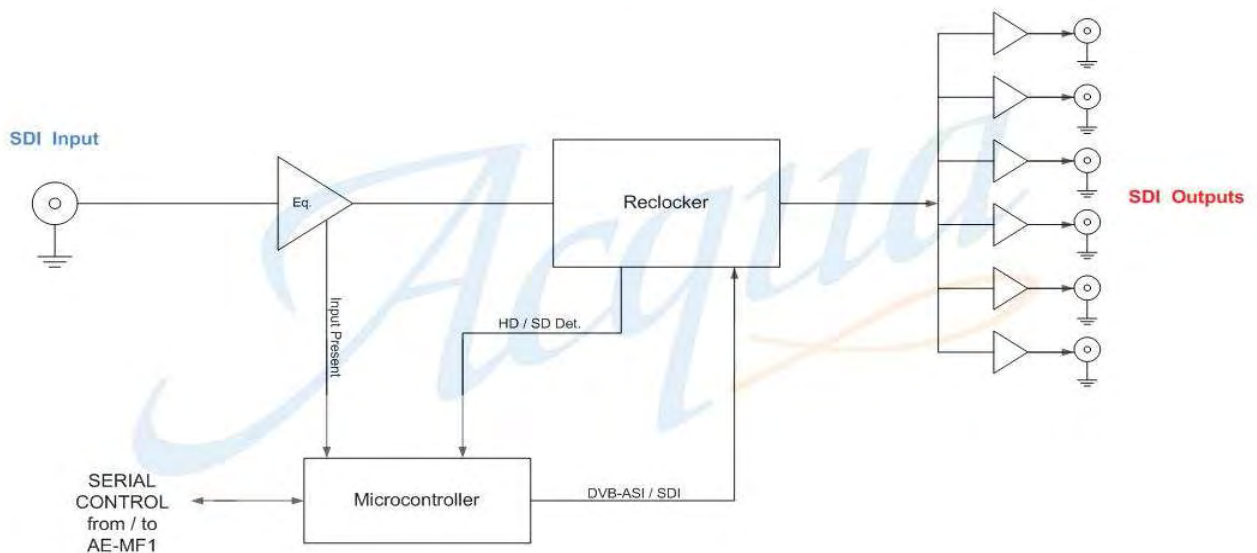 SDI Input
Eq.
Reclocker
SDI Outputs
Input Present
HD / SD Det.
Microcontroller
DVB-ASI / SDI
SERIAL
CONTROL
from / to
AE-MF1
Acqua